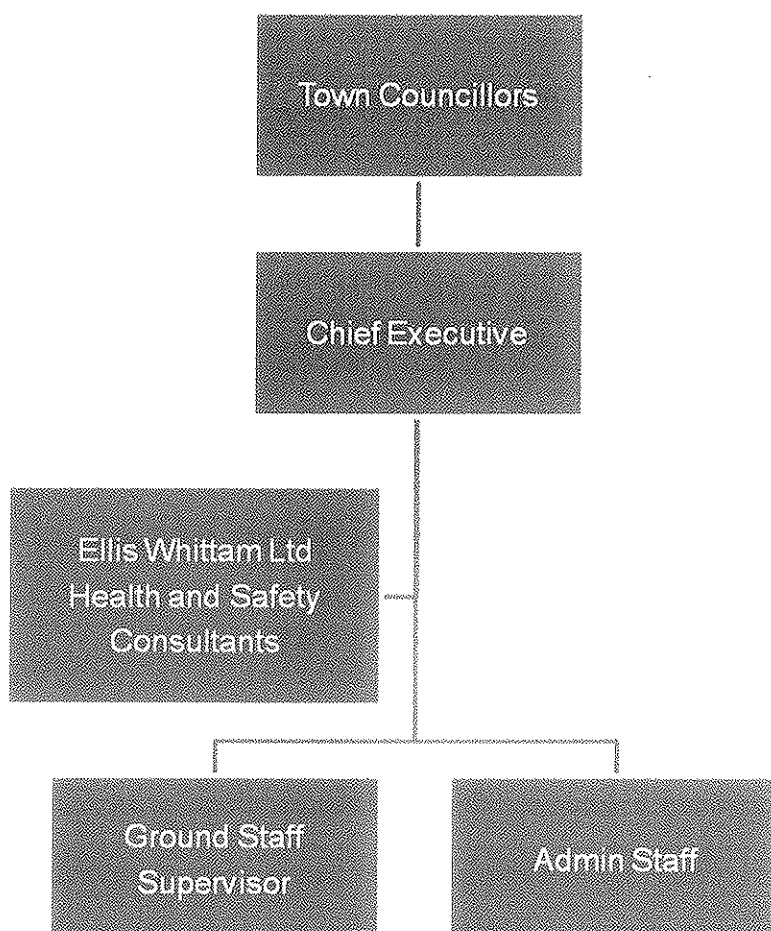 Town Councillors
Chief Executive
Ellis Whittam Ltd
Health and Safety
Consultants
Ground Staff
Supervisor
Admin Staff